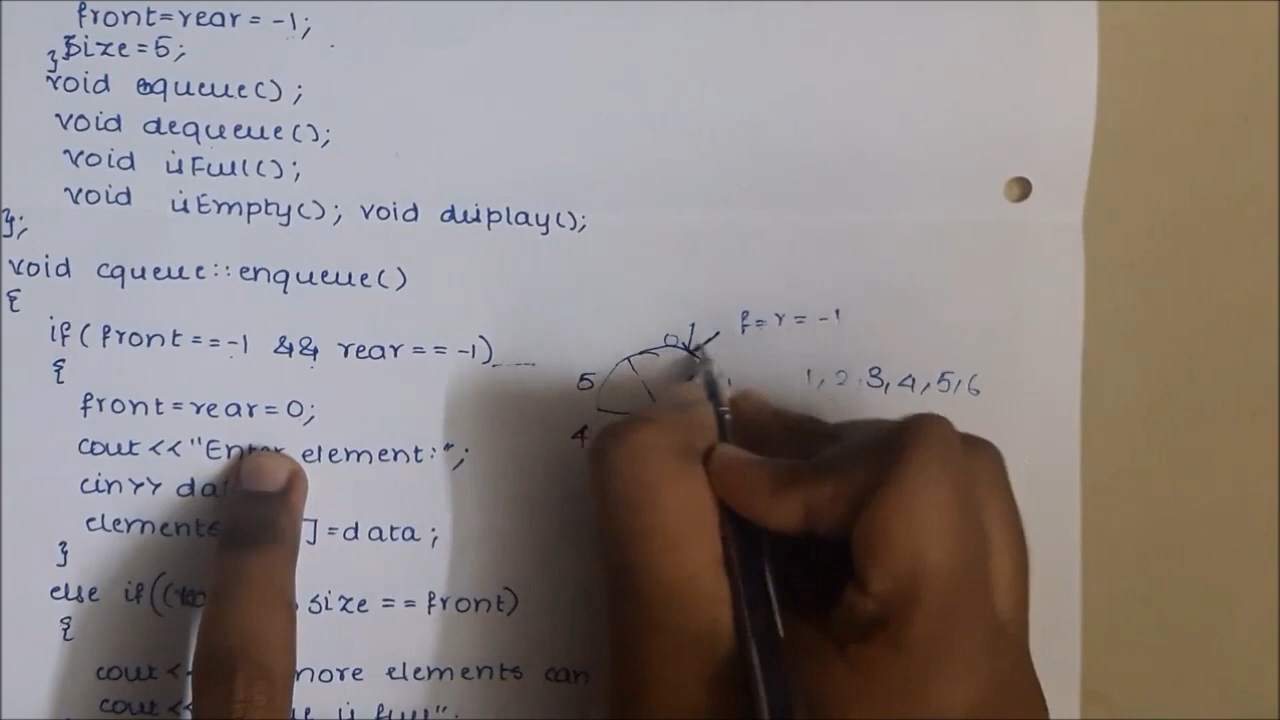 front=rear = -1;
} size=5;
void enqueue();
void dequeue();
void isFull();
void isEmpty(); void display();
};
void cqueue::enqueue()
{
if(front==-1 && rear==-1)
{
front=rear=0;
cout<<"Enter element:";
cin>>
elements ]=data;
}
else if(( size==front)
{
cout< more elements can
cout<< is full".
f=r=-1
0
5
4
1
1,2,3,4,5,6